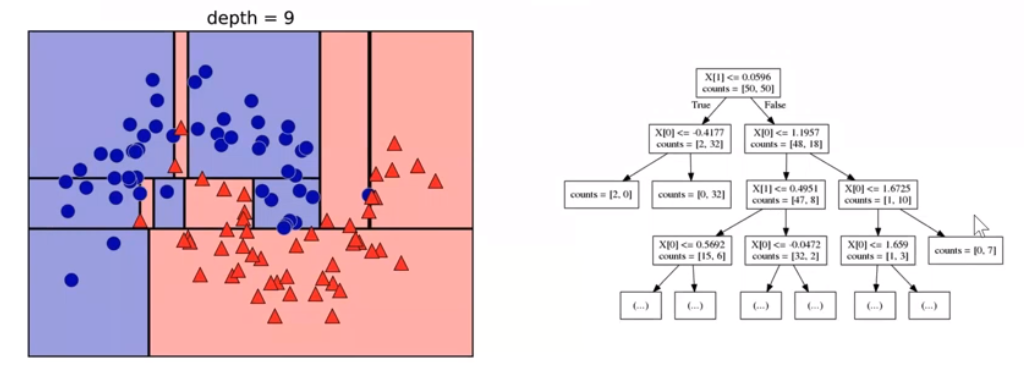 depth = 9
X[1] <= 0.0596
counts = [50, 50]
True
False
X[0] <= -0.4177
counts = [2, 32]
X[0] <= 1.1957
counts = [48, 18]
counts = [2, 0]
counts = [0, 32]
X[1] <= 0.4951
counts = [47, 8]
X[0] <= 1.6725
counts = [1, 10]
X[0] <= 0.5692
counts = [15, 6]
X[0] <= -0.0472
counts = [32, 2]
X[0] <= 1.659
counts = [1, 3]
counts = [0, 7]
(...)
(...)
(...)
(...)
(...)
(...)